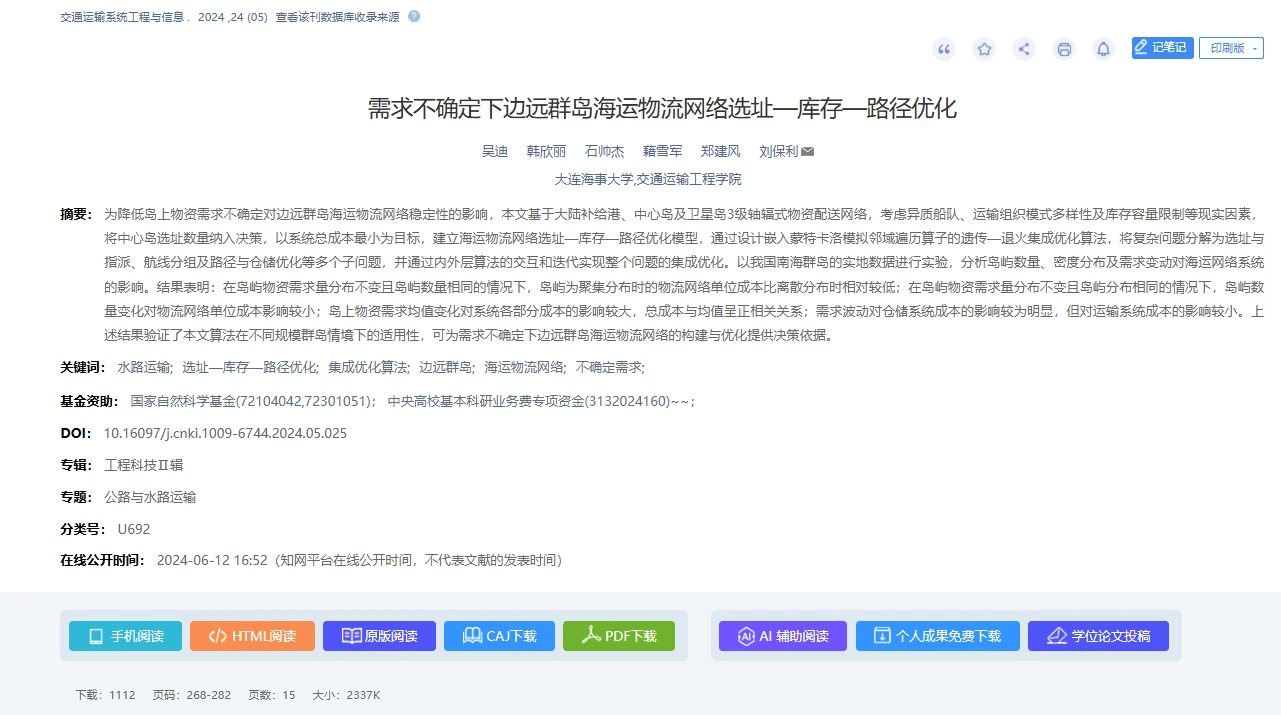 交通运输系统工程与信息 . 2024 ,24 (05) 查看该刊数据库收录来源 ?
记笔记 印刷版
需求不确定下边远群岛海运物流网络选址—库存—路径优化
吴迪 韩欣丽 石帅杰 藉雪军 郑建风 刘保利
大连海事大学,交通运输工程学院
摘要: 为降低岛上物资需求不确定对边远群岛海运物流网络稳定性的影响，本文基于大陆补给港、中心岛及卫星岛3级轴辐式物资配送网络，考虑异质船队、运输组织模式多样性及库存容量限制等现实因素，
将中心岛选址数量纳入决策，以系统总成本最小为目标，建立海运物流网络选址—库存—路径优化模型，通过设计嵌入蒙特卡洛模拟邻域遍历算子的遗传—退火集成优化算法，将复杂问题分解为选址与
指派、航线分组及路径与仓储优化等多个子问题，并通过内外层算法的交互和迭代实现整个问题的集成优化。以我国南海群岛的实地数据进行实验，分析岛屿数量、密度分布及需求变动对海运网络系统
的影响。结果表明：在岛屿物资需求量分布不变且岛屿数量相同的情况下，岛屿为聚集分布时的物流网络单位成本比离散分布时相对较低；在岛屿物资需求量分布不变且岛屿分布相同的情况下，岛屿数
量变化对物流网络单位成本影响较小；岛上物资需求均值变化对系统各部分成本的影响较大，总成本与均值呈正相关关系；需求波动对仓储系统成本的影响较为明显，但对运输系统成本的影响较小。上
述结果验证了本文算法在不同规模群岛情境下的适用性，可为需求不确定下边远群岛海运物流网络的构建与优化提供决策依据。
关键词: 水路运输; 选址—库存—路径优化; 集成优化算法; 边远群岛; 海运物流网络; 不确定需求;
基金资助: 国家自然科学基金(72104042,72301051); 中央高校基本科研业务费专项资金(3132024160)~~;
DOI: 10.16097/j.cnki.1009-6744.2024.05.025
专辑: 工程科技Ⅱ辑
专题: 公路与水路运输
分类号: U692
在线公开时间: 2024-06-12 16:52（知网平台在线公开时间，不代表文献的发表时间）
手机阅读 HTML阅读 原版阅读 CAJ下载 PDF下载 AI 辅助阅读 个人成果免费下载 学位论文投稿
下载: 1112 页码: 268-282 页数: 15 大小: 2337K